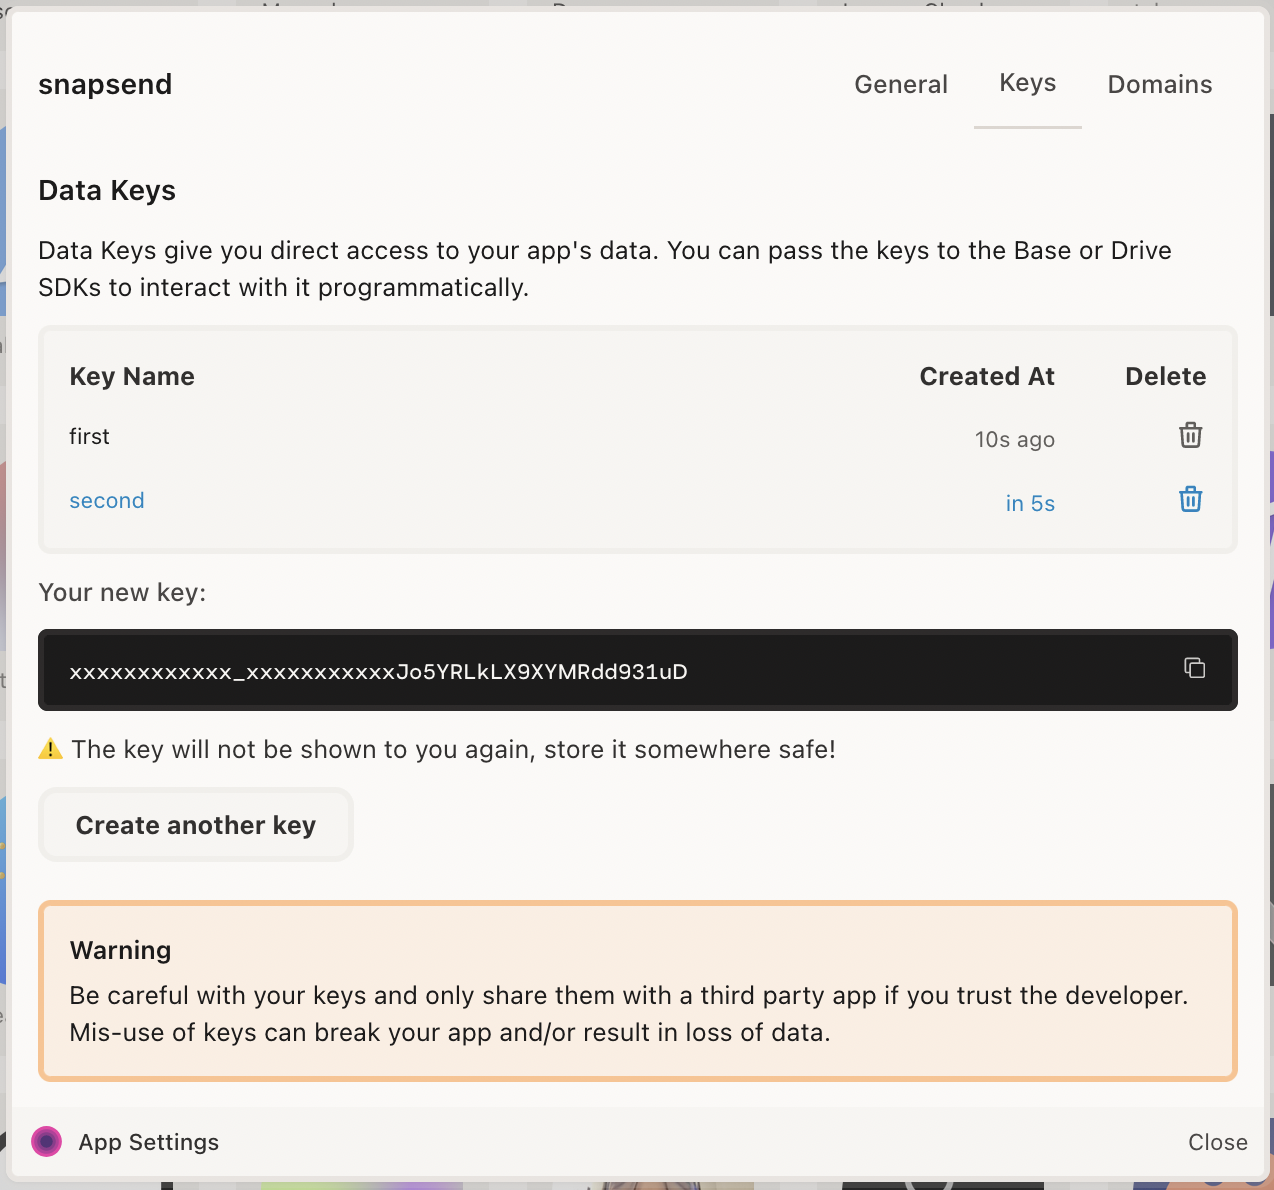 snapsend
General Keys Domains
Data Keys
Data Keys give you direct access to your app's data. You can pass the keys to the Base or Drive
SDKs to interact with it programmatically.
Key Name Created At Delete
first 10s ago
second in 5s
Your new key:
xxxxxxxxxxxx_xxxxxxxxxxxJo5YRLkLX9XYMRdd931uD
⚠️ The key will not be shown to you again, store it somewhere safe!
Create another key
Warning
Be careful with your keys and only share them with a third party app if you trust the developer.
Mis-use of keys can break your app and/or result in loss of data.
App Settings Close